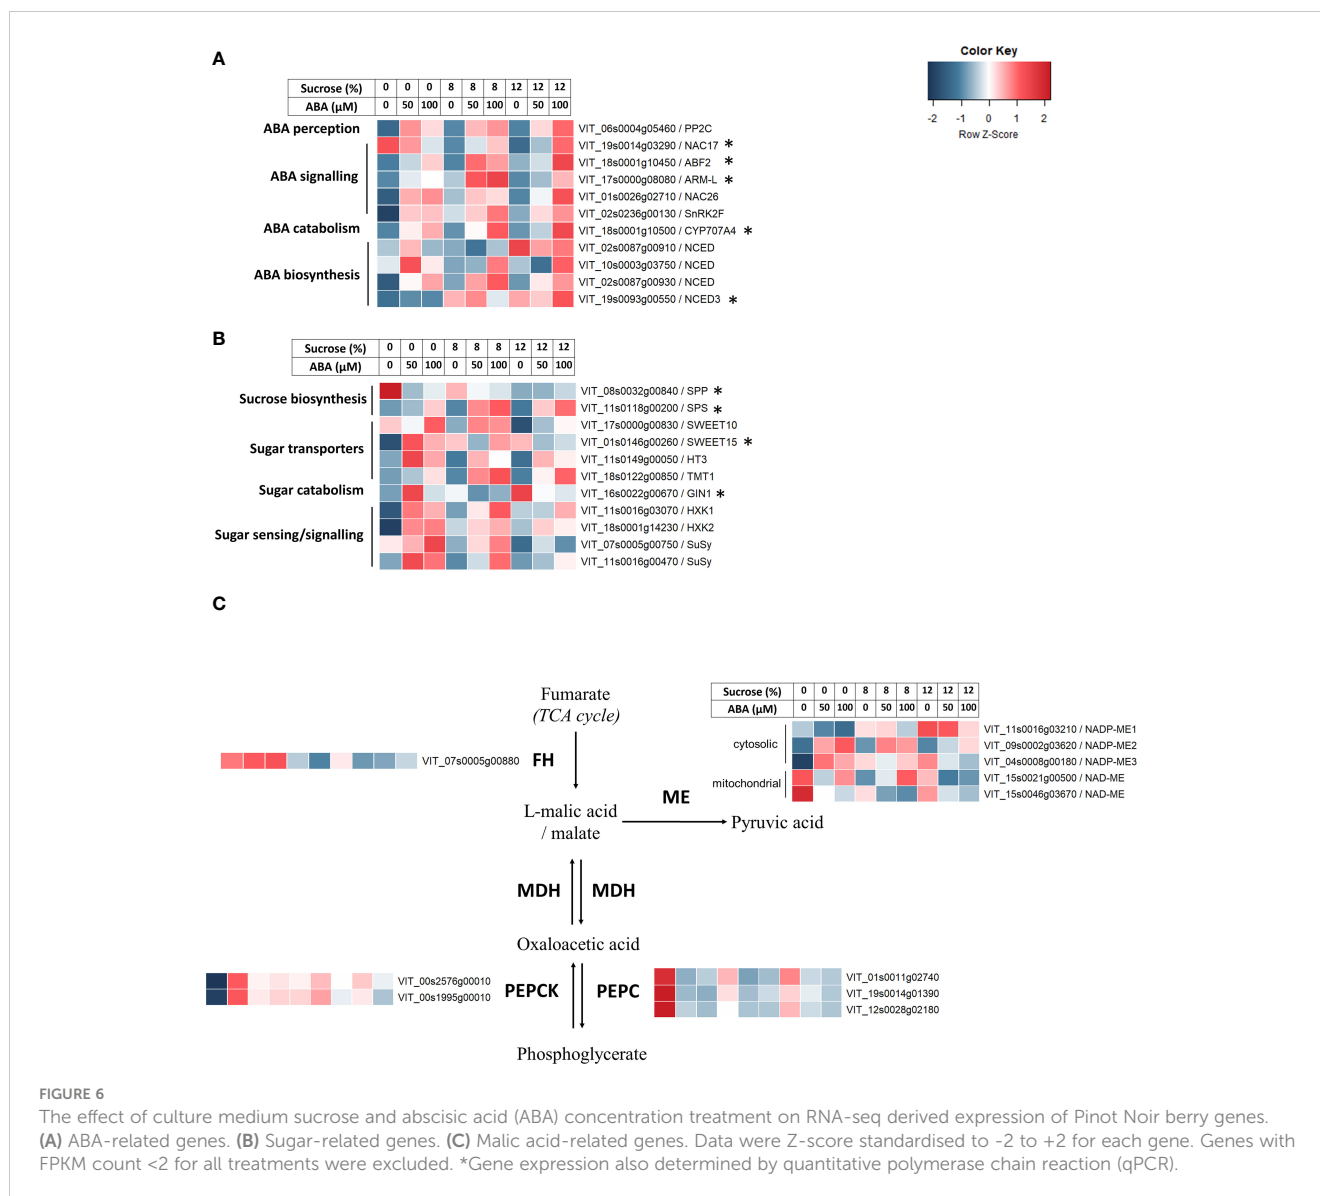 A
Color Key
-2 -1 0 1 2
Row Z-Score
Sucrose (%) 0 0 0 8 8 8 12 12 12
ABA (µM) 0 50 100 0 50 100 0 50 100
ABA perception
ABA signalling
ABA catabolism
ABA biosynthesis
VIT_06s0004g05460 / PP2C
VIT_19s0014g03290 / NAC17 *
VIT_18s0001g10450 / ABF2 *
VIT_17s0000g08080 / ARM-L *
VIT_01s0026g02710 / NAC26
VIT_02s0236g00130 / SnRK2F
VIT_18s0001g10500 / CYP707A4 *
VIT_02s0087g00910 / NCED
VIT_10s0003g03750 / NCED
VIT_02s0087g00930 / NCED
VIT_19s0093g00550 / NCED3 *
B
Sucrose (%) 0 0 0 8 8 8 12 12 12
ABA (µM) 0 50 100 0 50 100 0 50 100
Sucrose biosynthesis
Sugar transporters
Sugar catabolism
Sugar sensing/signalling
VIT_08s0032g00840 / SPP *
VIT_11s0118g00200 / SPS *
VIT_17s0000g00830 / SWEET10
VIT_01s0146g00260 / SWEET15 *
VIT_11s0149g00050 / HT3
VIT_18s0122g00850 / TMT1
VIT_16s0022g00670 / GIN1 *
VIT_11s0016g03070 / HXK1
VIT_18s0001g14230 / HXK2
VIT_07s0005g00750 / SuSy
VIT_11s0016g00470 / SuSy
C
Fumarate
(TCA cycle)
VIT_07s0005g00880
FH
Sucrose (%) 0 0 0 8 8 8 12 12 12
ABA (µM) 0 50 100 0 50 100 0 50 100
cytosolic
mitochondrial
VIT_11s0016g03210 / NADP-ME1
VIT_09s0002g03620 / NADP-ME2
VIT_04s0008g00180 / NADP-ME3
VIT_15s0021g00500 / NAD-ME
VIT_15s0046g03670 / NAD-ME
ME
L-malic acid
/ malate
Pyruvic acid
MDH MDH
Oxaloacetic acid
VIT_00s2576g00010
VIT_00s1995g00010
PEPCK PEPC
VIT_01s0011g02740
VIT_19s0014g01390
VIT_12s0028g02180
Phosphoglycerate
FIGURE 6
The effect of culture medium sucrose and abscisic acid (ABA) concentration treatment on RNA-seq derived expression of Pinot Noir berry genes.
(A) ABA-related genes. (B) Sugar-related genes. (C) Malic acid-related genes. Data were Z-score standardised to -2 to +2 for each gene. Genes with
FPKM count <2 for all treatments were excluded. *Gene expression also determined by quantitative polymerase chain reaction (qPCR).